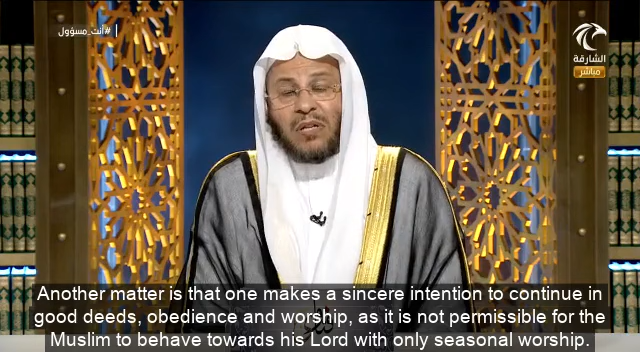 #أنت_مسؤول
الشارقة
مباشر
Another matter is that one makes a sincere intention to continue in
good deeds, obedience and worship, as it is not permissible for the
Muslim to behave towards his Lord with only seasonal worship.